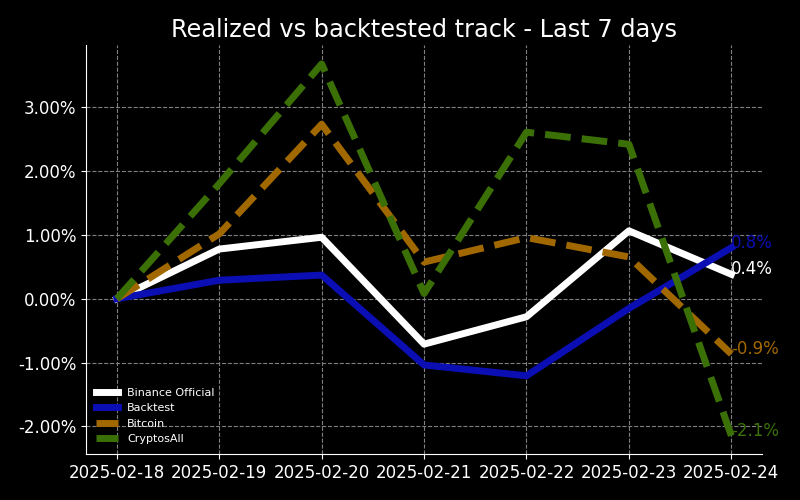 Realized vs backtested track - Last 7 days
3.00%
2.00%
1.00%
0.00%
-1.00%
-2.00%
0.8%
0.4%
-0.9%
-2.1%
Binance Official
Backtest
Bitcoin
CryptosAll
2025-02-18 2025-02-19 2025-02-20 2025-02-21 2025-02-22 2025-02-23 2025-02-24